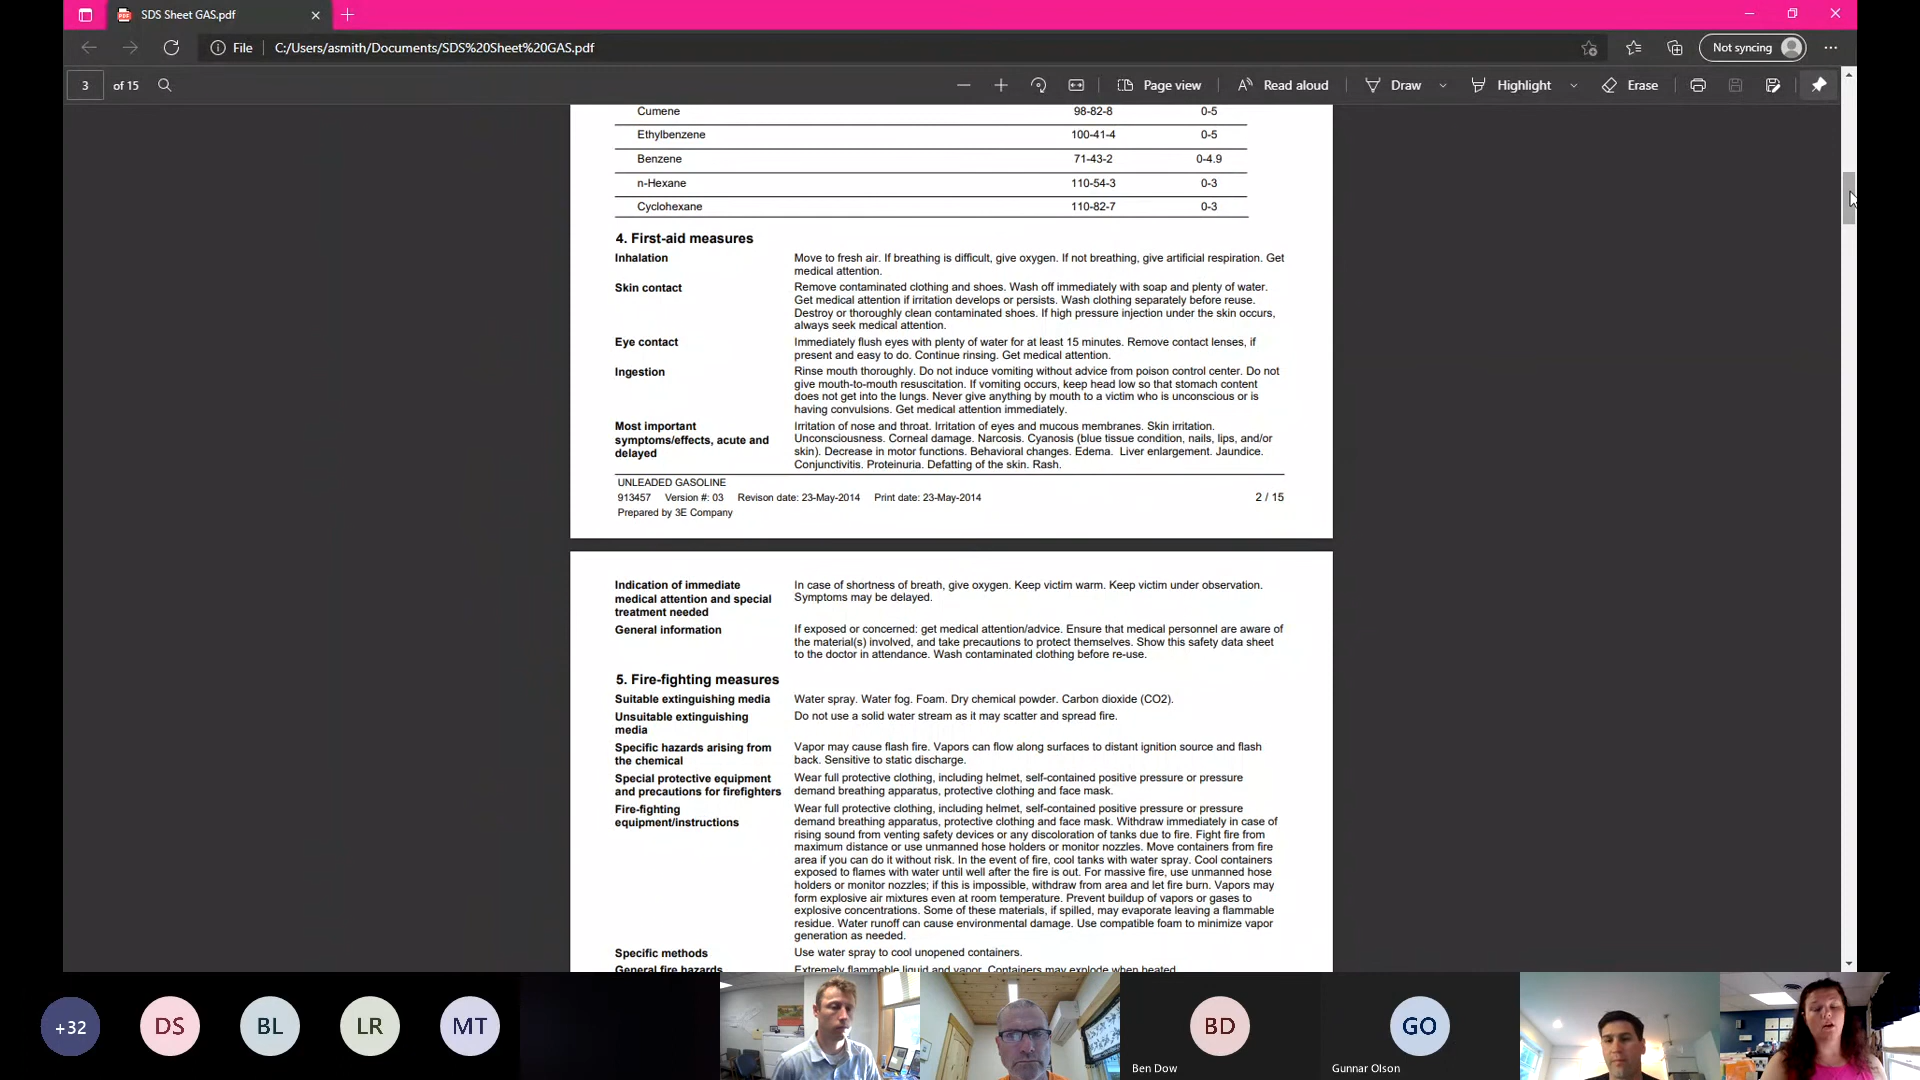 SDS Sheet GAS.pdf
File C:/Users/asmith/Documents/SDS%20Sheet%20GAS.pdf Not syncing
3 of 15 Page view Read aloud Draw Highlight Erase
Cumene 98-82-8 0-5
Ethylbenzene 100-41-4 0-5
Benzene 71-43-2 0-4.9
n-Hexane 110-54-3 0-3
Cyclohexane 110-82-7 0-3
4. First-aid measures
Inhalation Move to fresh air. If breathing is difficult, give oxygen. If not breathing, give artificial respiration. Get
medical attention.
Skin contact Remove contaminated clothing and shoes. Wash off immediately with soap and plenty of water.
Get medical attention if irritation develops or persists. Wash clothing separately before reuse.
Destroy or thoroughly clean contaminated shoes. If high pressure injection under the skin occurs,
always seek medical attention.
Eye contact Immediately flush eyes with plenty of water for at least 15 minutes. Remove contact lenses, if
present and easy to do. Continue rinsing. Get medical attention.
Ingestion Rinse mouth thoroughly. Do not induce vomiting without advice from poison control center. Do not
give mouth-to-mouth resuscitation. If vomiting occurs, keep head low so that stomach content
does not get into the lungs. Never give anything by mouth to a victim who is unconscious or is
having convulsions. Get medical attention immediately.
Most important Irritation of nose and throat. Irritation of eyes and mucous membranes. Skin irritation.
symptoms/effects, acute and Unconsciousness. Corneal damage. Narcosis. Cyanosis (blue tissue condition, nails, lips, and/or
delayed skin). Decrease in motor functions. Behavioral changes. Edema. Liver enlargement. Jaundice.
Conjunctivitis. Proteinuria. Defatting of the skin. Rash.
UNLEADED GASOLINE
913457 Version #: 03 Revison date: 23-May-2014 Print date: 23-May-2014 2 / 15
Prepared by 3E Company
Indication of immediate In case of shortness of breath, give oxygen. Keep victim warm. Keep victim under observation.
medical attention and special Symptoms may be delayed.
treatment needed
General information If exposed or concerned: get medical attention/advice. Ensure that medical personnel are aware of
the material(s) involved, and take precautions to protect themselves. Show this safety data sheet
to the doctor in attendance. Wash contaminated clothing before re-use.
5. Fire-fighting measures
Suitable extinguishing media Water spray. Water fog. Foam. Dry chemical powder. Carbon dioxide (CO2).
Unsuitable extinguishing Do not use a solid water stream as it may scatter and spread fire.
media
Specific hazards arising from Vapor may cause flash fire. Vapors can flow along surfaces to distant ignition source and flash
the chemical back. Sensitive to static discharge.
Special protective equipment Wear full protective clothing, including helmet, self-contained positive pressure or pressure
and precautions for firefighters demand breathing apparatus, protective clothing and face mask.
Fire-fighting Wear full protective clothing, including helmet, self-contained positive pressure or pressure
equipment/instructions demand breathing apparatus, protective clothing and face mask. Withdraw immediately in case of
rising sound from venting safety devices or any discoloration of tanks due to fire. Fight fire from
maximum distance or use unmanned hose holders or monitor nozzles. Move containers from fire
area if you can do it without risk. In the event of fire, cool tanks with water spray. Cool containers
exposed to flames with water until well after the fire is out. For massive fire, use unmanned hose
holders or monitor nozzles; if this is impossible, withdraw from area and let fire burn. Vapors may
form explosive air mixtures even at room temperature. Prevent buildup of vapors or gases to
explosive concentrations. Some of these materials, if spilled, may evaporate leaving a flammable
residue. Water runoff can cause environmental damage. Use compatible foam to minimize vapor
generation as needed.
Specific methods Use water spray to cool unopened containers.
General fire hazards Extremely flammable liquid and vapor. Containers may explode when heated.
+32 DS BL LR MT BD GO
Ben Dow Gunnar Olson